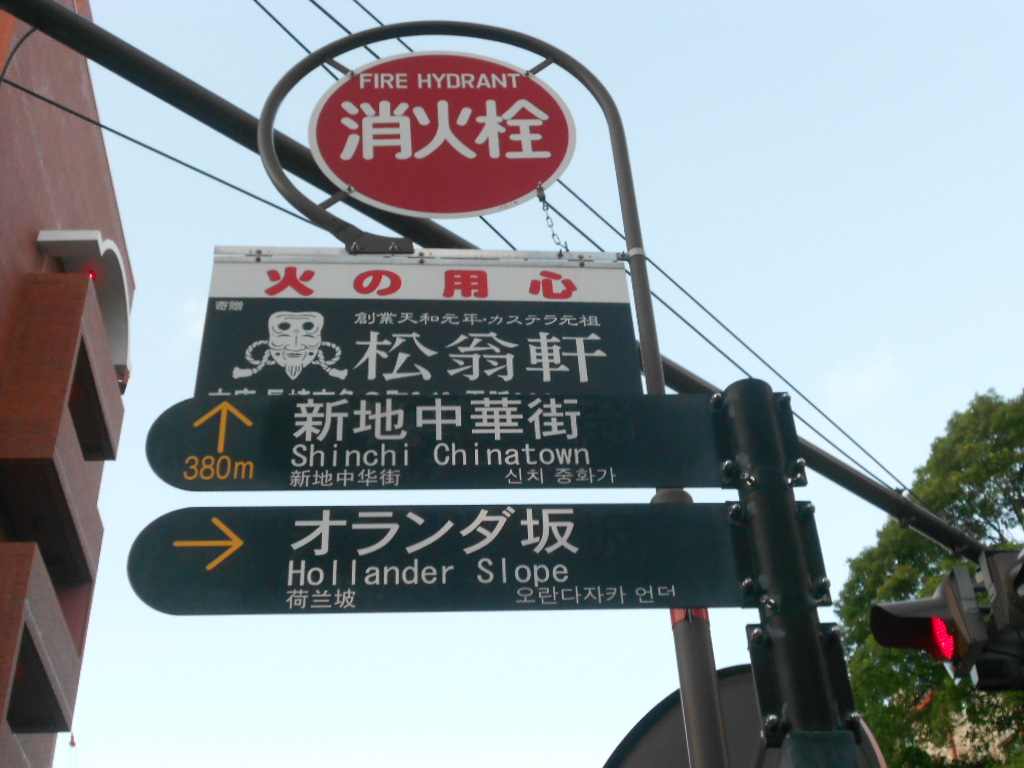 FIRE HYDRANT
消火栓
火の用心
寄贈
創業天和元年・カステラ元祖
松翁軒
新地中華街
380m
Shinchi Chinatown
新地中华街 신치 중화가
オランダ坂
Hollander Slope
荷兰坡 오란다자카 언덕